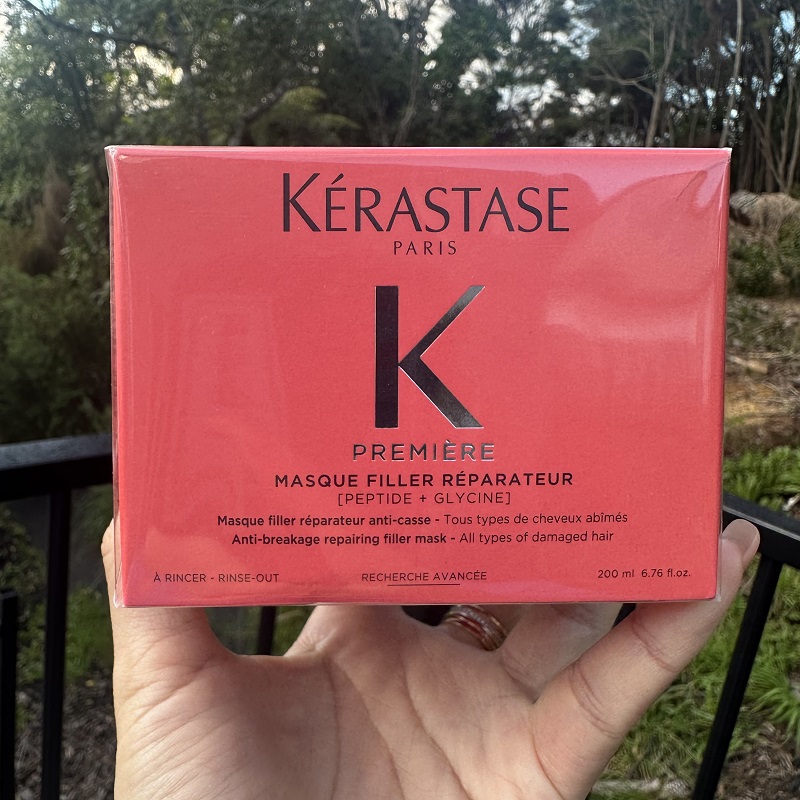 KÉRASTASE
PARIS
K
PREMIÈRE
MASQUE FILLER RÉPARATEUR
[PEPTIDE + GLYCINE]
Masque filler réparateur anti-casse - Tous types de cheveux abîmés
Anti-breakage repairing filler mask - All types of damaged hair
À RINCER - RINSE-OUT RECHERCHE AVANCÉE 200 ml 6.76 fl.oz.